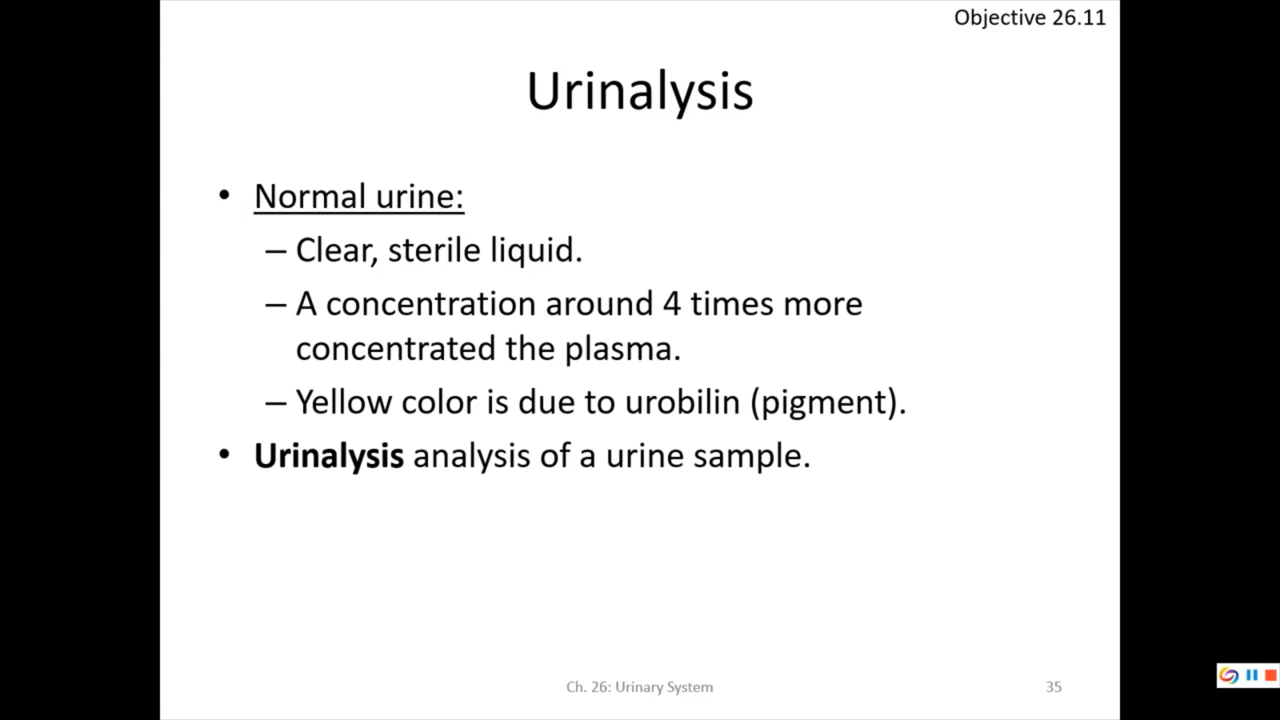 Objective 26.11
Urinalysis
• Normal urine:
– Clear, sterile liquid.
– A concentration around 4 times more
concentrated the plasma.
– Yellow color is due to urobilin (pigment).
• Urinalysis analysis of a urine sample.
Ch. 26: Urinary System
35